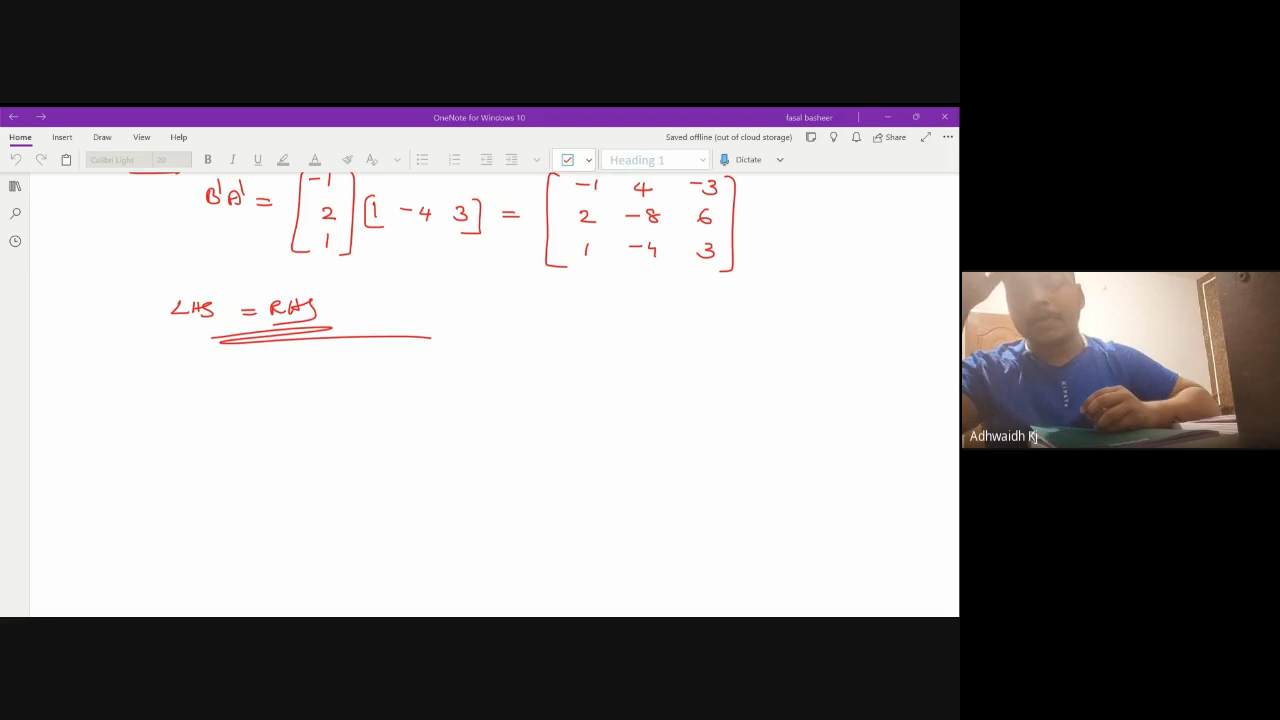 OneNote for Windows 10
fasal basheer
Home Insert Draw View Help
Saved offline (out of cloud storage)
Share
Calibri Light 20
B I U A
Heading 1
Dictate
B'A' = [-1 2 1] [1 -4 3] = [-1 4 -3
2 -8 6
1 -4 3]
LHS = RHS
Adhwaidh Kj